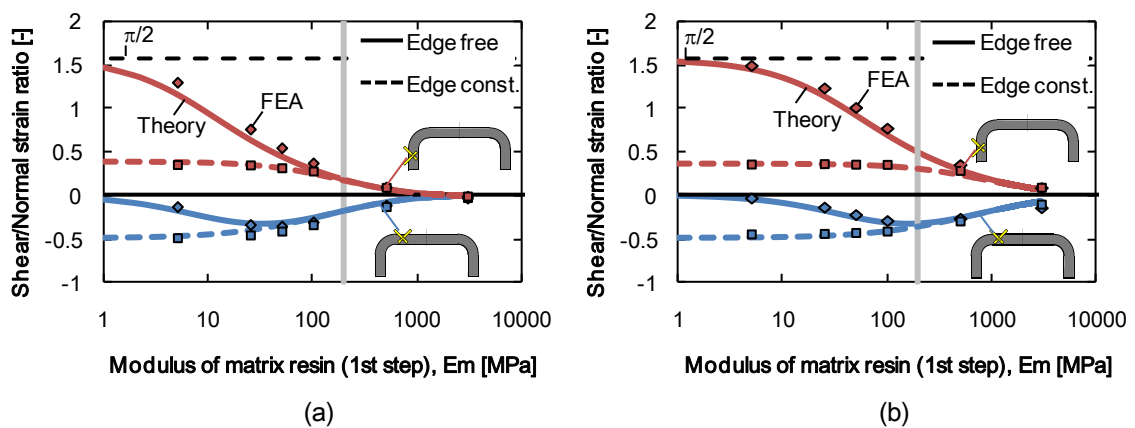 Shear/Normal strain ratio [-]
2
1.5
1
0.5
0
-0.5
-1
π/2
Edge free
Edge const.
FEA
Theory
1
10
100
1000
10000
Modulus of matrix resin (1st step), Em [MPa]
(a)
Shear/Normal strain ratio [-]
2
1.5
1
0.5
0
-0.5
-1
π/2
Edge free
Edge const.
FEA
Theory
1
10
100
1000
10000
Modulus of matrix resin (1st step), Em [MPa]
(b)